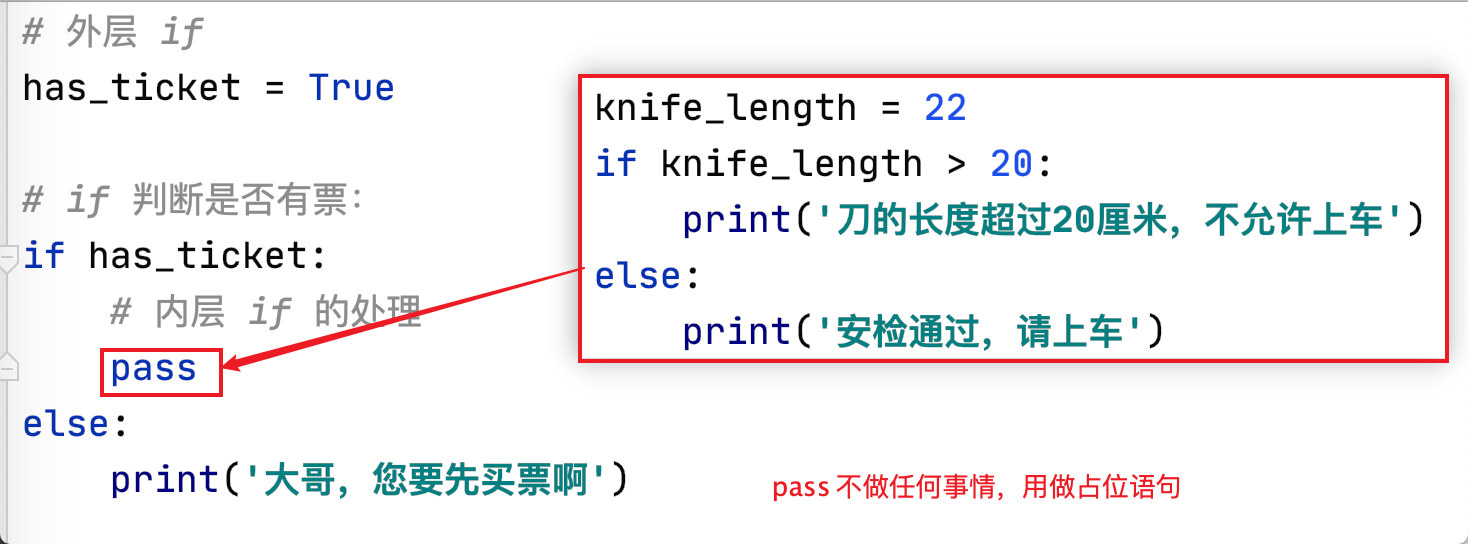 # 外层 if
has_ticket = True
# if 判断是否有票：
if has_ticket:
# 内层 if 的处理
pass
else:
print('大哥，您要先买票啊')
knife_length = 22
if knife_length > 20:
print('刀的长度超过20厘米，不允许上车')
else:
print('安检通过，请上车')
pass 不做任何事情，用做占位语句